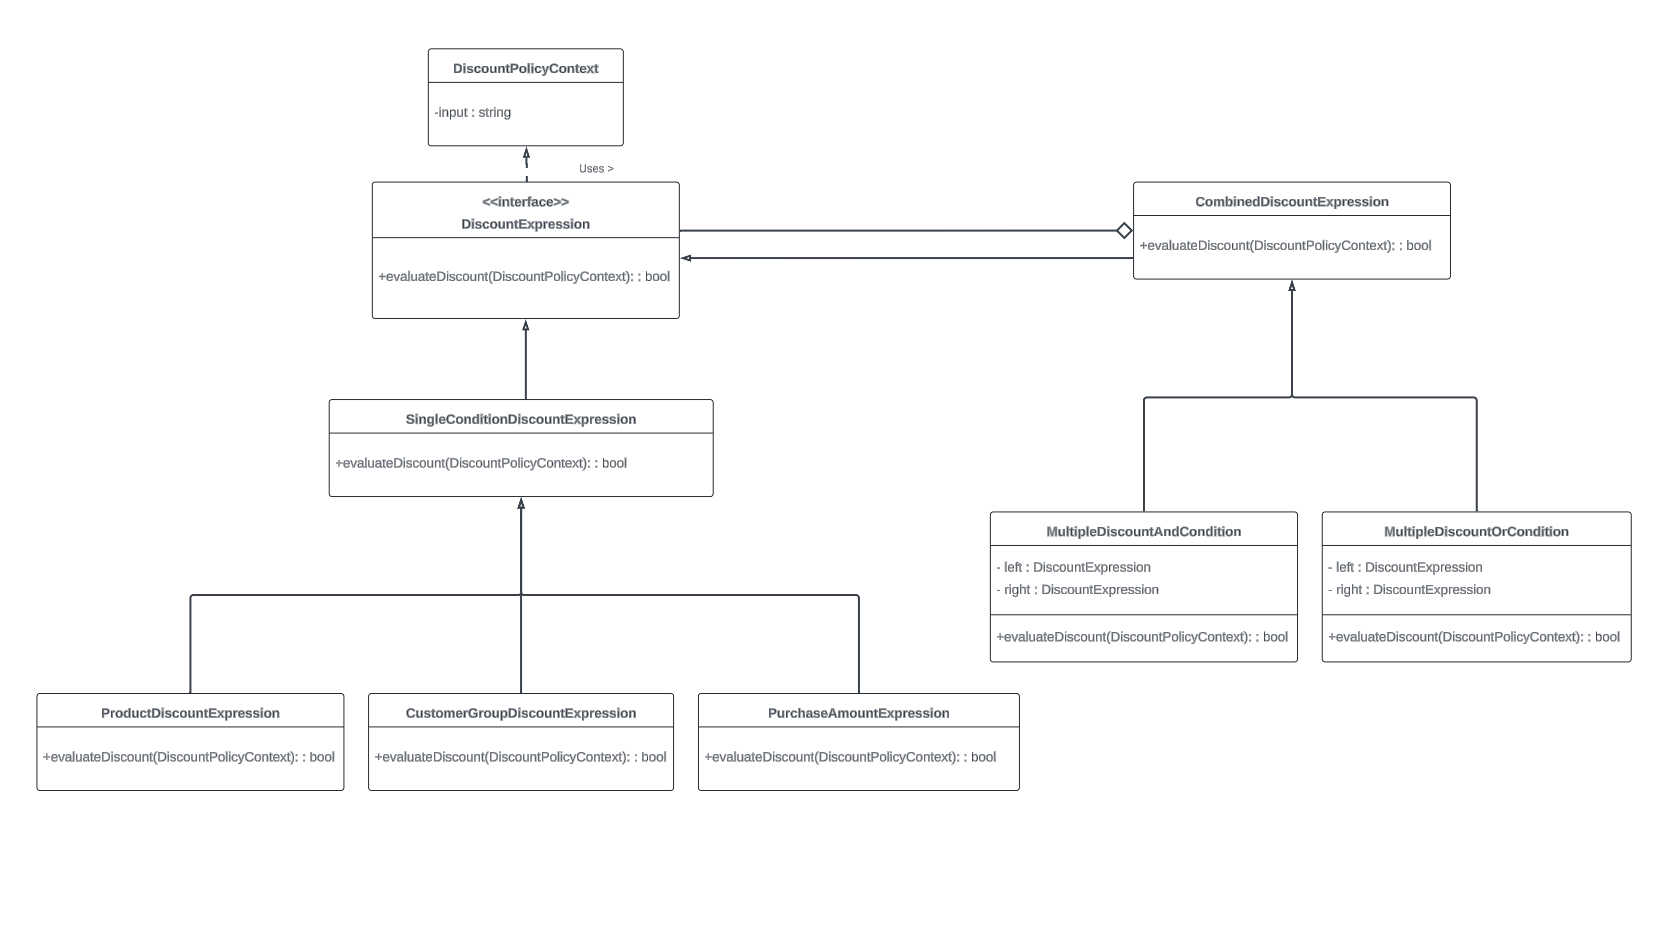 DiscountPolicyContext
-input : string
Uses >
<<interface>>
DiscountExpression
+evaluateDiscount(DiscountPolicyContext): : bool
CombinedDiscountExpression
+evaluateDiscount(DiscountPolicyContext): : bool
SingleConditionDiscountExpression
+evaluateDiscount(DiscountPolicyContext): : bool
MultipleDiscountAndCondition
- left : DiscountExpression
- right : DiscountExpression
+evaluateDiscount(DiscountPolicyContext): : bool
MultipleDiscountOrCondition
- left : DiscountExpression
- right : DiscountExpression
+evaluateDiscount(DiscountPolicyContext): : bool
ProductDiscountExpression
+evaluateDiscount(DiscountPolicyContext): : bool
CustomerGroupDiscountExpression
+evaluateDiscount(DiscountPolicyContext): : bool
PurchaseAmountExpression
+evaluateDiscount(DiscountPolicyContext): : bool